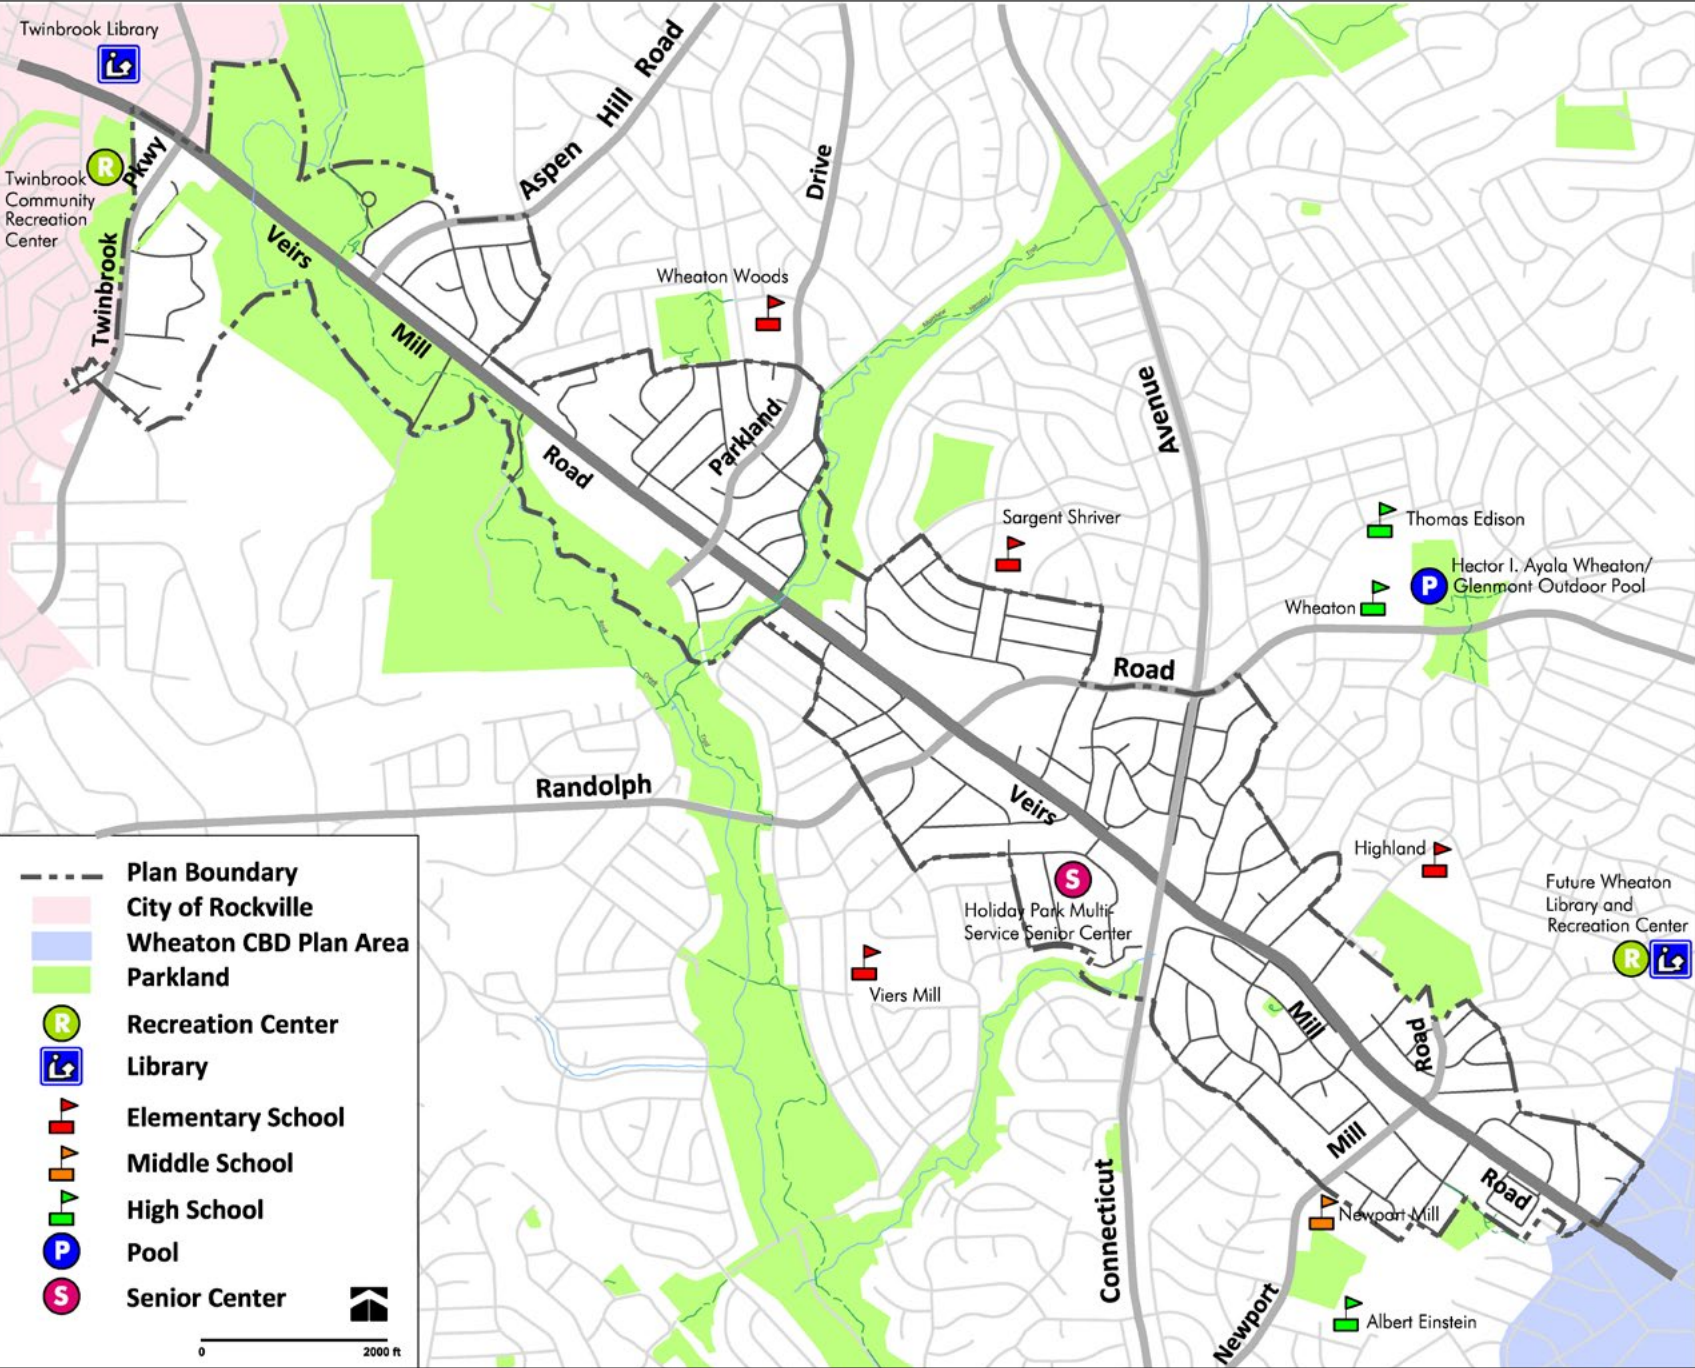 Twinbrook Library
Aspen Hill Road
Drive
Pkwy
Twinbrook
Community
Recreation
Center
Twinbrook
Veirs
Mill
Road
Wheaton Woods
Parkland
Avenue
Sargent Shriver
Thomas Edison
Hector I. Ayala Wheaton/
Glenmont Outdoor Pool
Wheaton
Road
Randolph
Veirs
Holiday Park Multi-
Service Senior Center
Viers Mill
Highland
Future Wheaton
Library and
Recreation Center
Mill
Road
Mill
Road
Connecticut
Newport Mill
Newport
Albert Einstein
R
P
S
R
Plan Boundary
City of Rockville
Wheaton CBD Plan Area
Parkland
R Recreation Center
Library
Elementary School
Middle School
High School
P Pool
S Senior Center
0 2000 ft